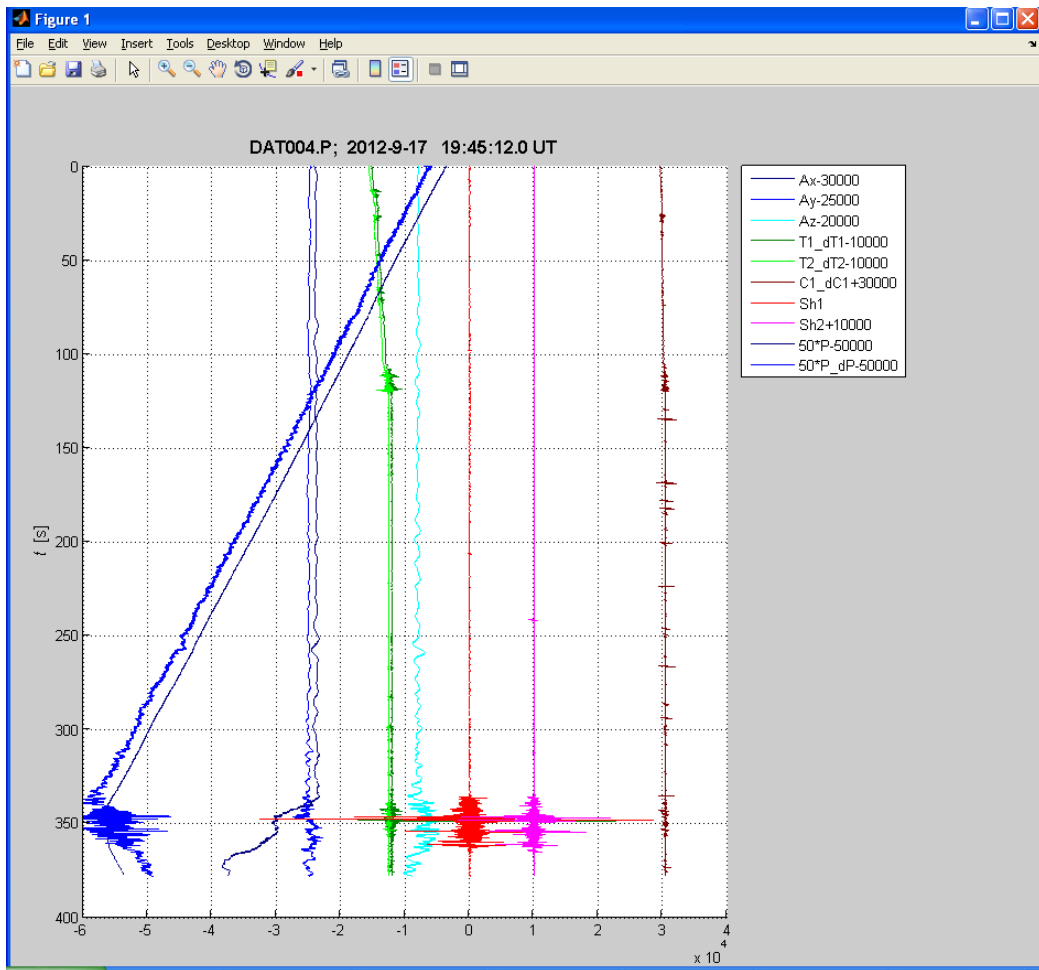 Figure 1
File Edit View Insert Tools Desktop Window Help
DAT004.P; 2012-9-17 19:45:12.0 UT
0
50
100
150
200
250
300
350
400
t [s]
-6 -5 -4 -3 -2 -1 0 1 2 3 4
x 10^4
Ax-30000
Ay-25000
Az-20000
T1_dT1-10000
T2_dT2-10000
C1_dC1+30000
Sh1
Sh2+10000
50*P-50000
50*P_dP-50000